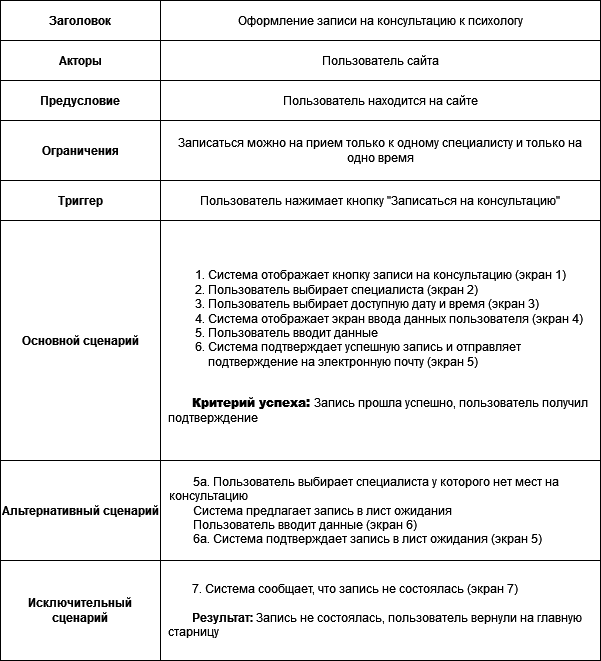 Заголовок
Оформление записи на консультацию к психологу
Акторы
Пользователь сайта
Предусловие
Пользователь находится на сайте
Ограничения
Записаться можно на прием только к одному специалисту и только на
одно время
Триггер
Пользователь нажимает кнопку "Записаться на консультацию"
Основной сценарий
1. Система отображает кнопку записи на консультацию (экран 1)
2. Пользователь выбирает специалиста (экран 2)
3. Пользователь выбирает доступную дату и время (экран 3)
4. Система отображает экран ввода данных пользователя (экран 4)
5. Пользователь вводит данные
6. Система подтверждает успешную запись и отправляет
подтверждение на электронную почту (экран 5)
Критерий успеха: Запись прошла успешно, пользователь получил
подтверждение
Альтернативный сценарий
5а. Пользователь выбирает специалиста у которого нет мест на
консультацию
Система предлагает запись в лист ожидания
Пользователь вводит данные (экран 6)
6а. Система подтверждает запись в лист ожидания (экран 5)
Исключительный
сценарий
7. Система сообщает, что запись не состоялась (экран 7)
Результат: Запись не состоялась, пользователь вернули на главную
старницу